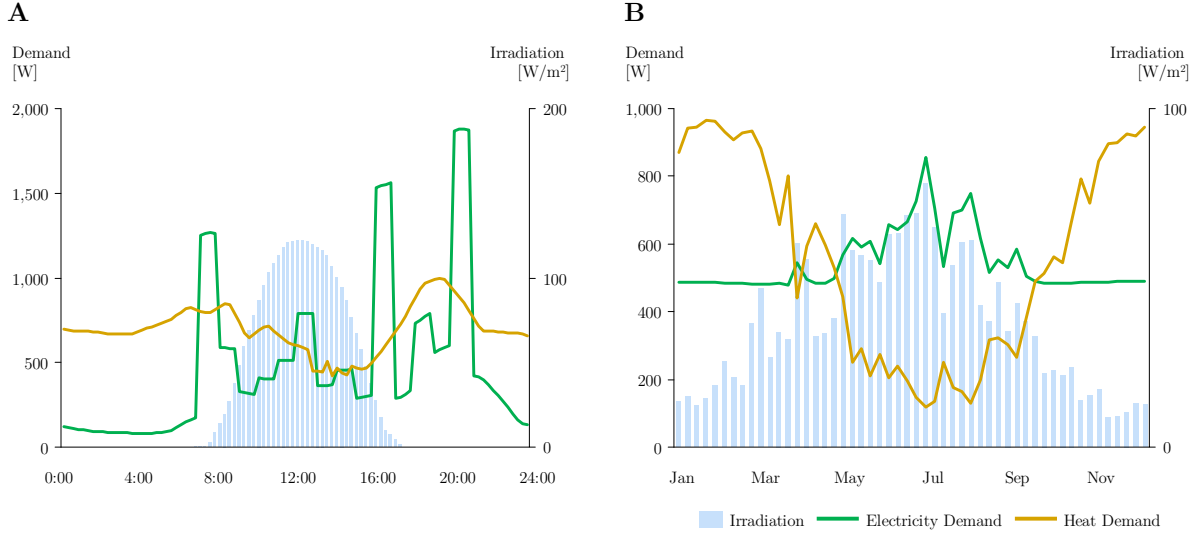 A
Demand
[W]
Irradiation
[W/m²]
2,000
1,500
1,000
500
0
200
100
0
0:00 4:00 8:00 12:00 16:00 20:00 24:00
B
Demand
[W]
Irradiation
[W/m²]
1,000
800
600
400
200
0
100
0
Jan Mar May Jul Sep Nov
Irradiation Electricity Demand Heat Demand